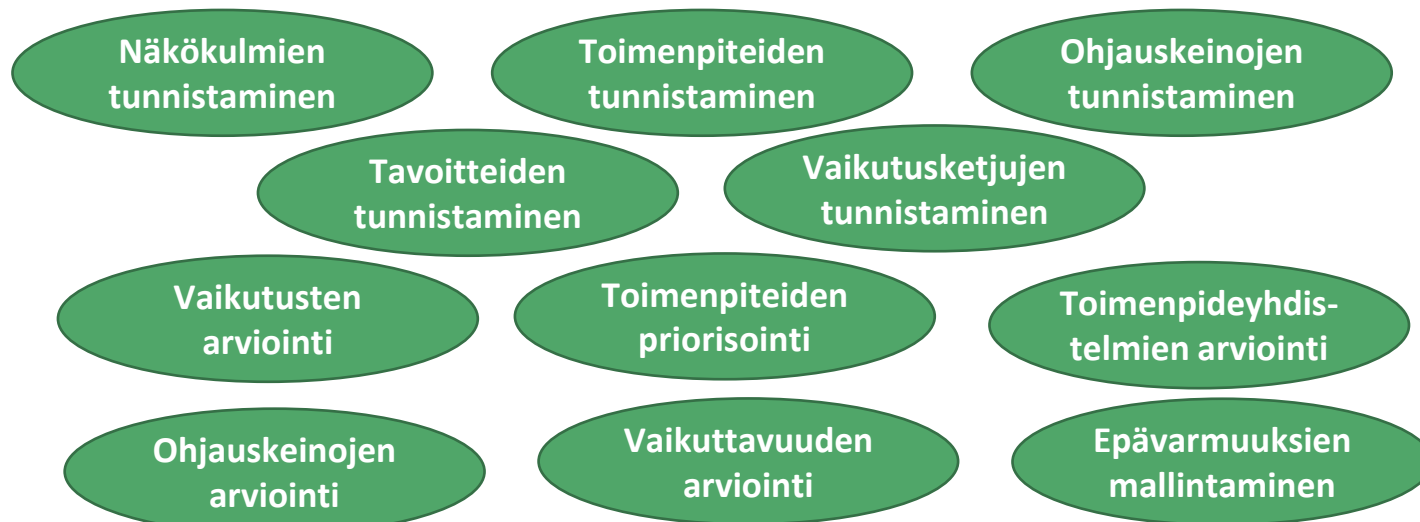 Näkökulmien
tunnistaminen
Toimenpiteiden
tunnistaminen
Ohjauskeinojen
tunnistaminen
Tavoitteiden
tunnistaminen
Vaikutusketjujen
tunnistaminen
Vaikutusten
arviointi
Toimenpiteiden
priorisointi
Toimenpideyhdis-
telmien arviointi
Ohjauskeinojen
arviointi
Vaikuttavuuden
arviointi
Epävarmuuksien
mallintaminen